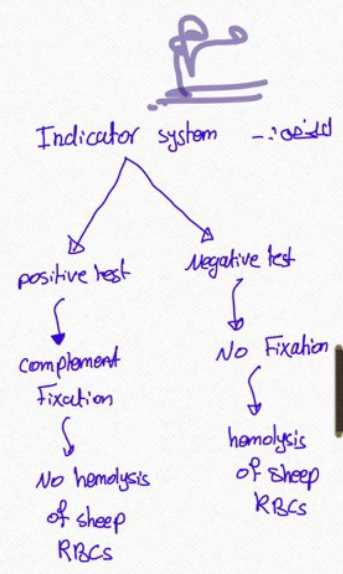 Indicator system
positive test
Negative test
complement
Fixation
No Fixation
No hemolysis
of sheep
RBCs
hemolysis
of sheep
RBCs